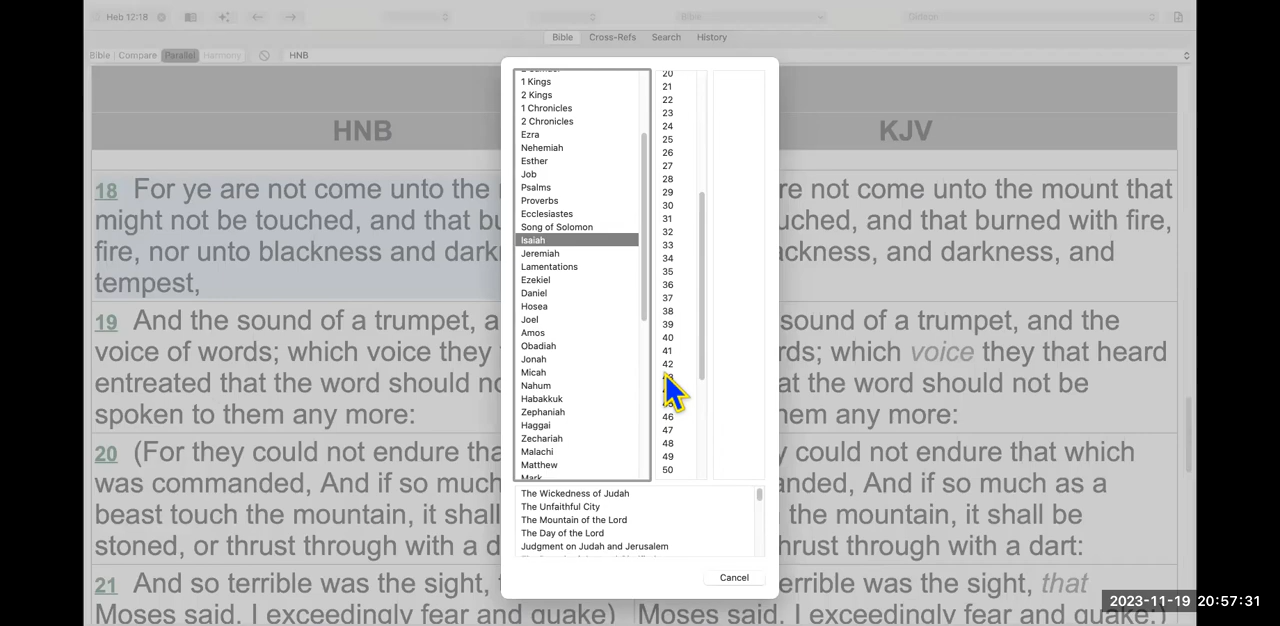 Heb 12:18
Bible
Bible Cross-Refs Search History
Bible Compare Parallel Harmony HNB
HNB KJV
1 Kings
2 Kings
1 Chronicles
2 Chronicles
Ezra
Nehemiah
Esther
Job
Psalms
Proverbs
Ecclesiastes
Song of Solomon
Isaiah
Jeremiah
Lamentations
Ezekiel
Daniel
Hosea
Joel
Amos
Obadiah
Jonah
Micah
Nahum
Habakkuk
Zephaniah
Haggai
Zechariah
Malachi
Matthew
Mark
20
21
22
23
24
25
26
27
28
29
30
31
32
33
34
35
36
37
38
39
40
41
42
46
47
48
49
50
The Wickedness of Judah
The Unfaithful City
The Mountain of the Lord
The Day of the Lord
Judgment on Judah and Jerusalem
Cancel
18 For ye are not come unto the
might not be touched, and that
fire, nor unto blackness and
tempest,
19 And the sound of a trumpet,
voice of words; which voice they
entreated that the word should
spoken to them any more:
20 (For they could not endure
was commanded, And if so much
beast touch the mountain, it shall
stoned, or thrust through with a
21 And so terrible was the sight,
Moses said, I exceedingly fear and quake)
not come unto the mount that
and that burned with fire,
and darkness, and
sound of a trumpet, and the
which voice they that heard
the word should not be
any more:
could not endure that which
And if so much as a
the mountain, it shall be
thrust through with a dart:
terrible was the sight, that
Moses said, I exceedingly fear and quake:)
2023-11-19 20:57:31